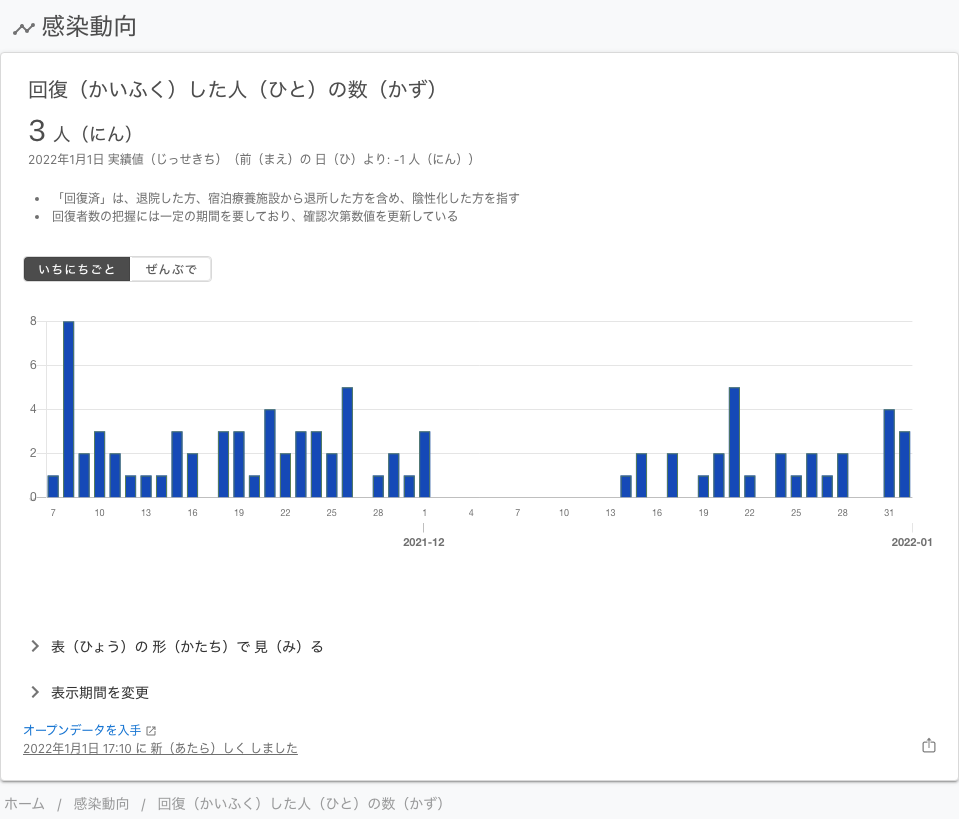 感染動向
回復（かいふく）した人（ひと）の数（かず）
3 人（にん）
2022年1月1日 実績値（じっせきち）（前（まえ）の 日（ひ）より: -1 人（にん））
• 「回復済」は、退院した方、宿泊療養施設から退所した方を含め、陰性化した方を指す
• 回復者数の把握には一定の期間を要しており、確認次第数値を更新している
いちにちごと ぜんぶで
8
6
4
2
0
7 10 13 16 19 22 25 28 1 4 7 10 13 16 19 22 25 28 31
2021-12 2022-01
表（ひょう）の 形（かたち）で 見（み）る
表示期間を変更
オープンデータを入手
2022年1月1日 17:10 に 新（あたら）しく しました
ホーム / 感染動向 / 回復（かいふく）した人（ひと）の数（かず）